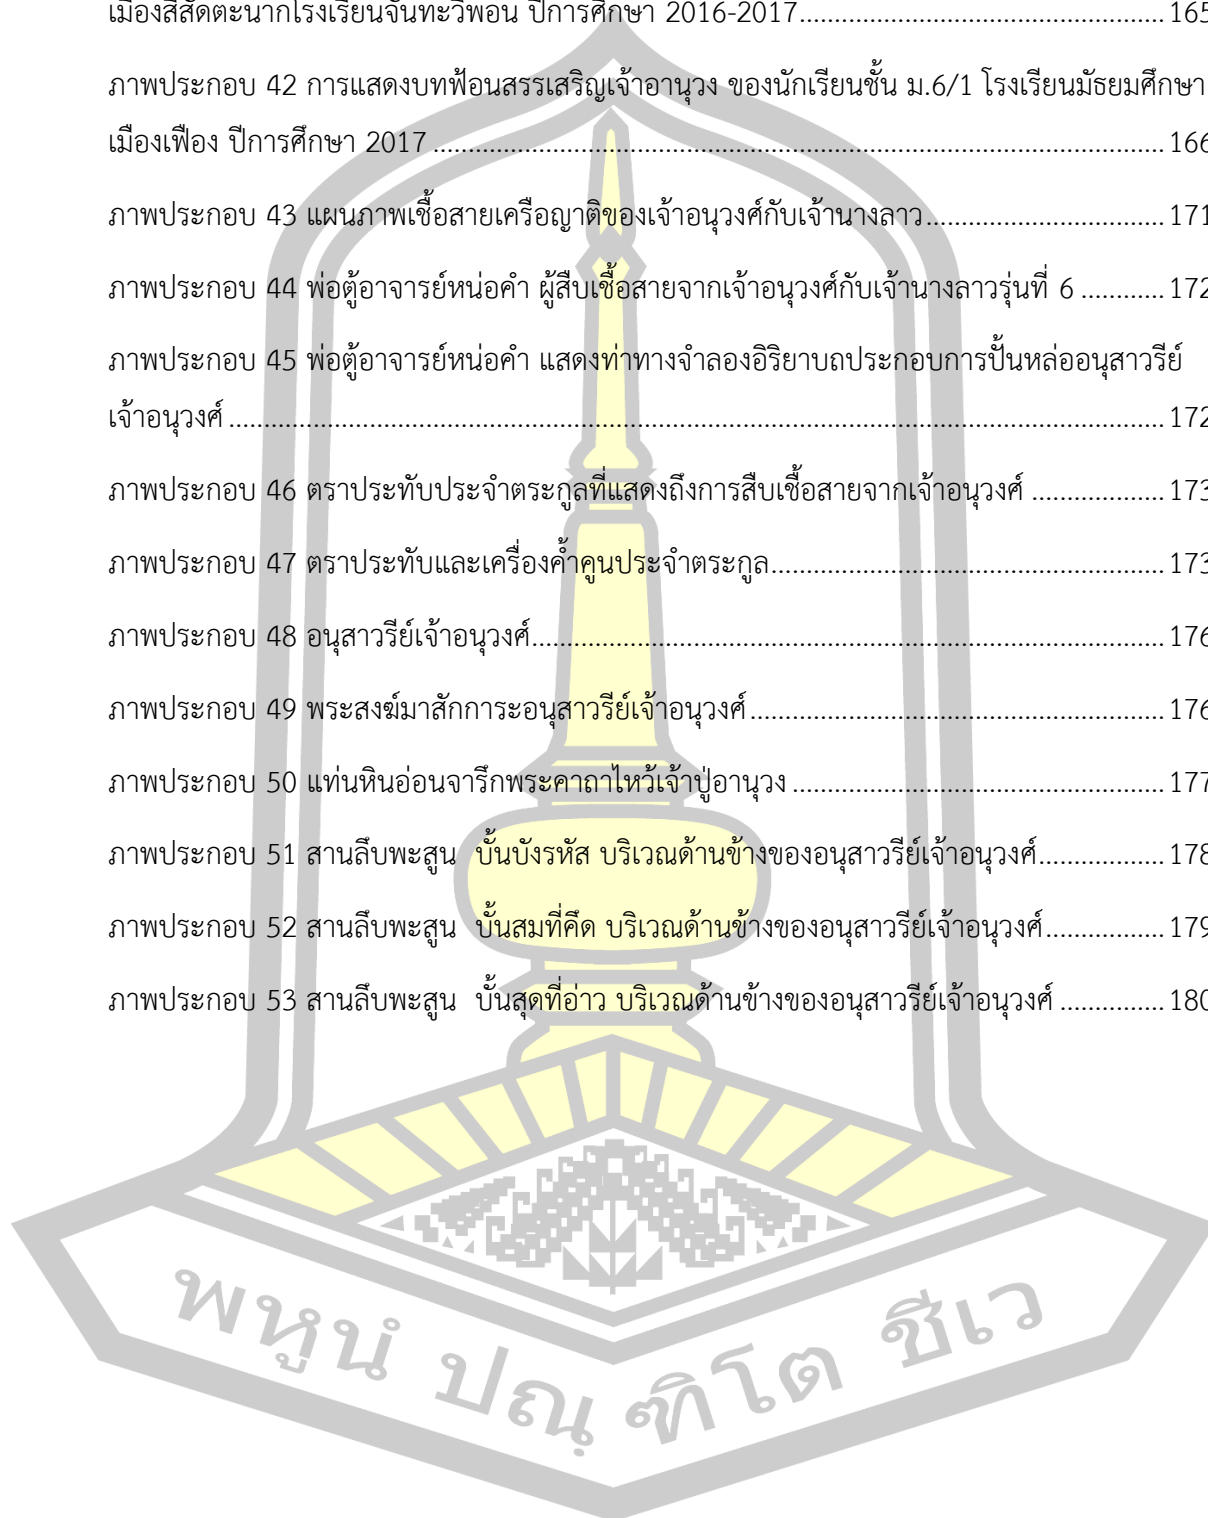 เมืองสีสัดตะนากโรงเรียนจันทะวิพอน ปีการศึกษา 2016-2017........................................ 165
ภาพประกอบ 42 การแสดงบทฟ้อนสรรเสริญเจ้าอานุวง ของนักเรียนชั้น ม.6/1 โรงเรียนมัธยมศึกษา
เมืองเฟือง ปีการศึกษา 2017 ................................................................................ 166
ภาพประกอบ 43 แผนภาพเชื้อสายเครือญาติของเจ้าอนุวงศ์กับเจ้านางลาว.......................... 171
ภาพประกอบ 44 พ่อตู้อาจารย์หน่อคำ ผู้สืบเชื้อสายจากเจ้าอนุวงศ์กับเจ้านางลาวรุ่นที่ 6 ............ 172
ภาพประกอบ 45 พ่อตู้อาจารย์หน่อคำ แสดงท่าทางจำลองอิริยาบถประกอบการปั้นหล่ออนุสาวรีย์
เจ้าอนุวงศ์ ...................................................................................................... 172
ภาพประกอบ 46 ตราประทับประจำตระกูลที่แสดงถึงการสืบเชื้อสายจากเจ้าอนุวงศ์ ............... 173
ภาพประกอบ 47 ตราประทับและเครื่องค้ำคูนประจำตระกูล........................................... 173
ภาพประกอบ 48 อนุสาวรีย์เจ้าอนุวงศ์..................................................................... 176
ภาพประกอบ 49 พระสงฆ์มาสักการะอนุสาวรีย์เจ้าอนุวงศ์ ............................................. 176
ภาพประกอบ 50 แท่นหินอ่อนจารึกพระคาถาไหว้เจ้าปู่อานุวง ......................................... 177
ภาพประกอบ 51 สานลึบพะสูน  บั้นบังรหัส บริเวณด้านข้างของอนุสาวรีย์เจ้าอนุวงศ์.............. 178
ภาพประกอบ 52 สานลึบพะสูน  บั้นสมที่คึด บริเวณด้านข้างของอนุสาวรีย์เจ้าอนุวงศ์............. 179
ภาพประกอบ 53 สานลึบพะสูน  บั้นสุดที่อ่าว บริเวณด้านข้างของอนุสาวรีย์เจ้าอนุวงศ์ ............ 180
พหูนํ ปณฺฑิโต ชีเว